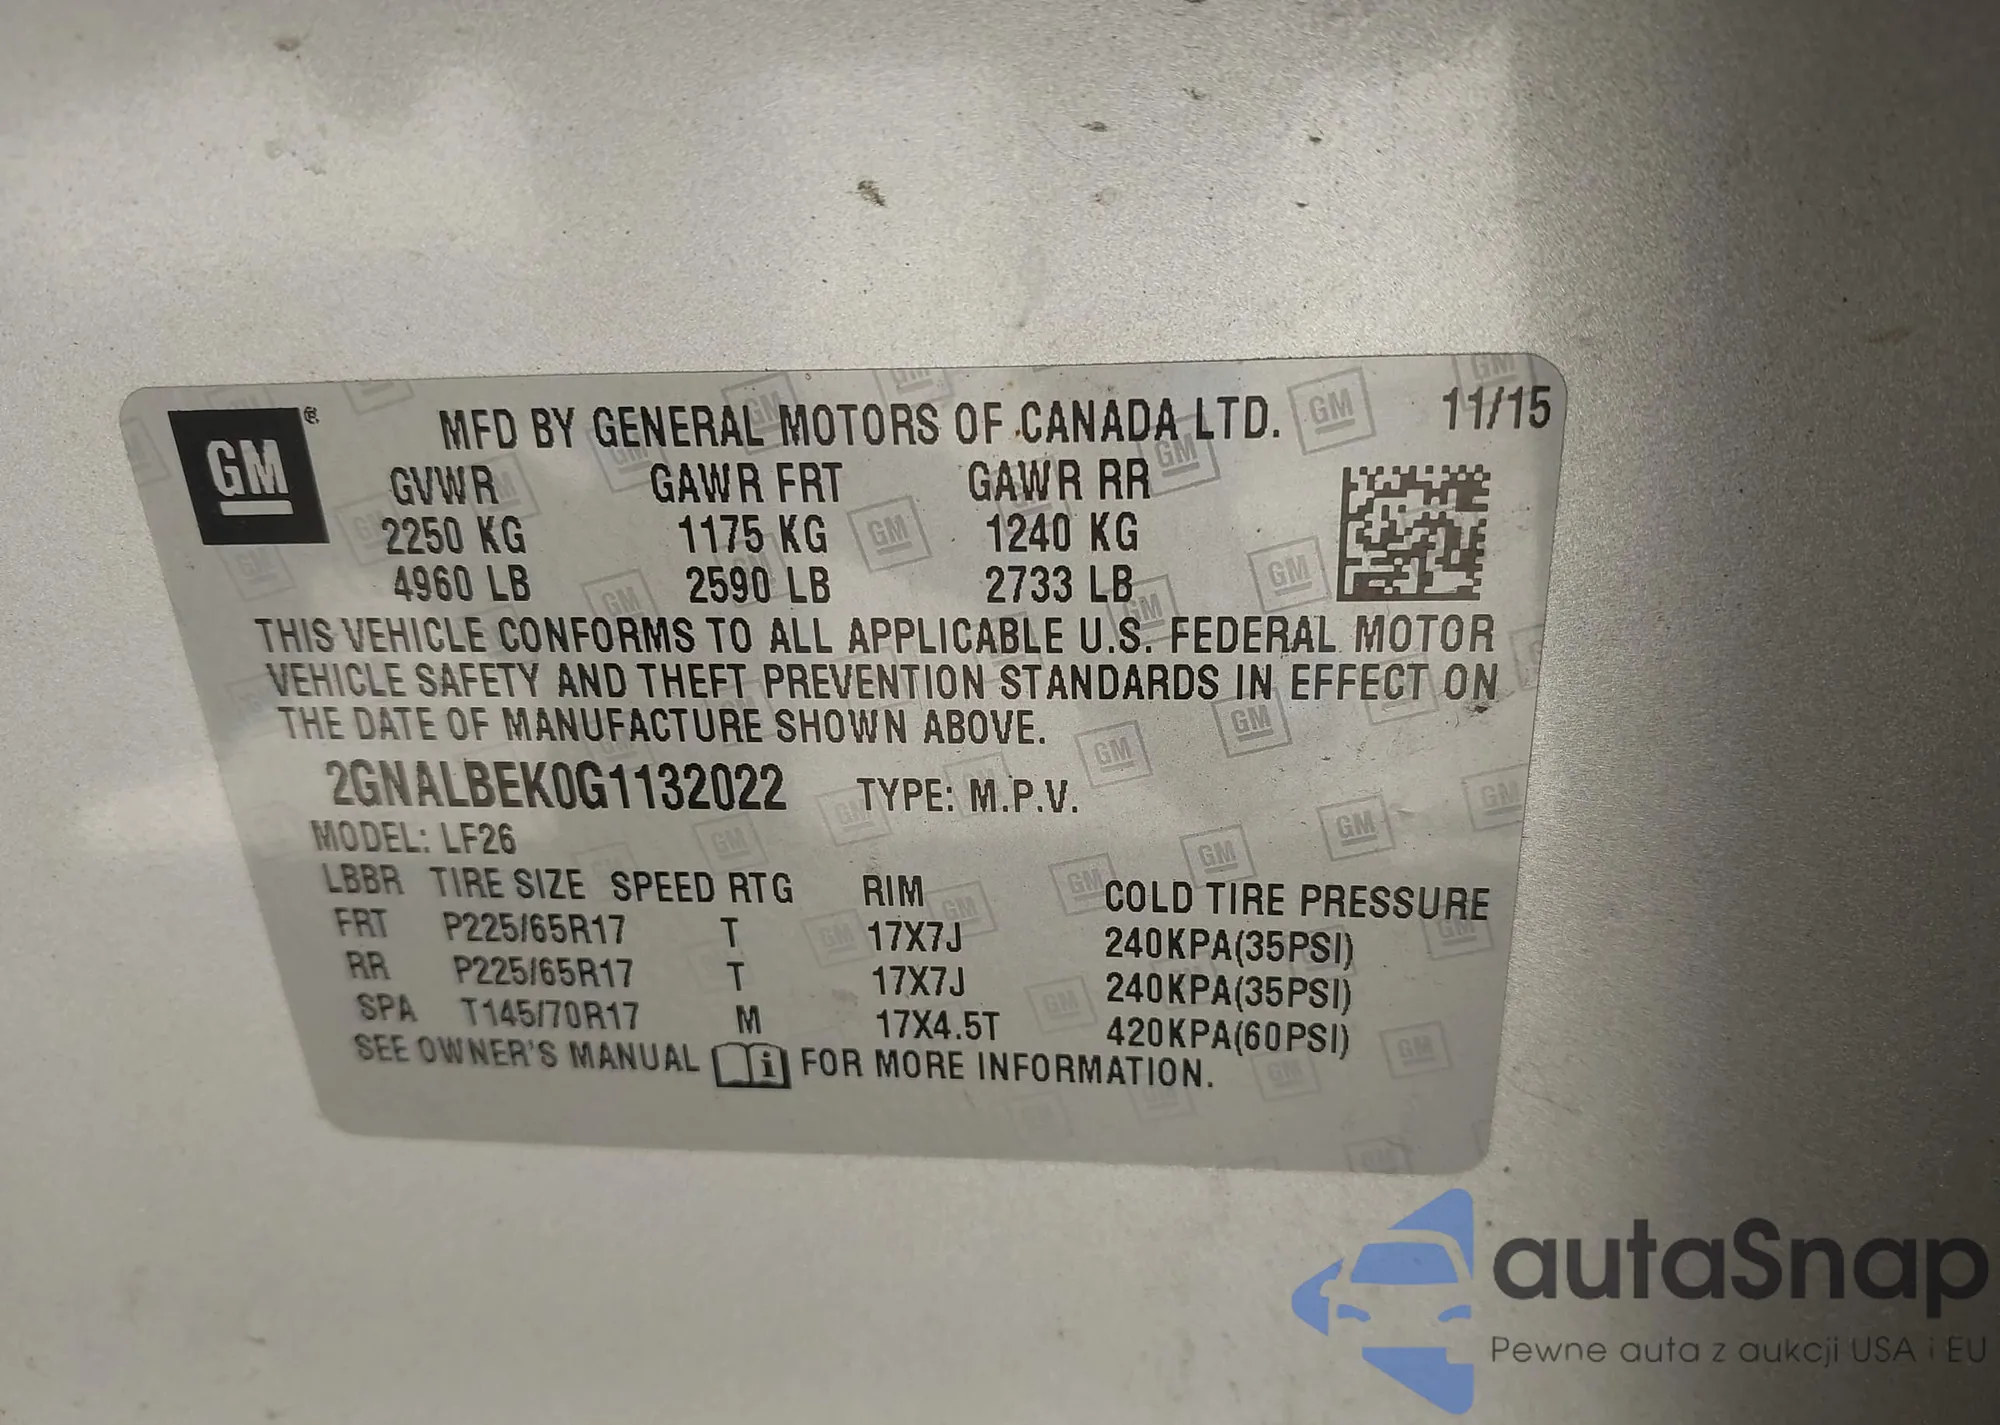 GM ®
MFD BY GENERAL MOTORS OF CANADA LTD. 11/15
GVWR GAWR FRT GAWR RR
2250 KG 1175 KG 1240 KG
4960 LB 2590 LB 2733 LB
THIS VEHICLE CONFORMS TO ALL APPLICABLE U.S. FEDERAL MOTOR
VEHICLE SAFETY AND THEFT PREVENTION STANDARDS IN EFFECT ON
THE DATE OF MANUFACTURE SHOWN ABOVE.
2GNALBEK0G1132022 TYPE: M.P.V.
MODEL: LF26
LBBR TIRE SIZE SPEED RTG RIM COLD TIRE PRESSURE
FRT P225/65R17 T 17X7J 240KPA(35PSI)
RR P225/65R17 T 17X7J 240KPA(35PSI)
SPA T145/70R17 M 17X4.5T 420KPA(60PSI)
SEE OWNER'S MANUAL i FOR MORE INFORMATION.
autaSnap
Pewne auta z aukcji USA i EU